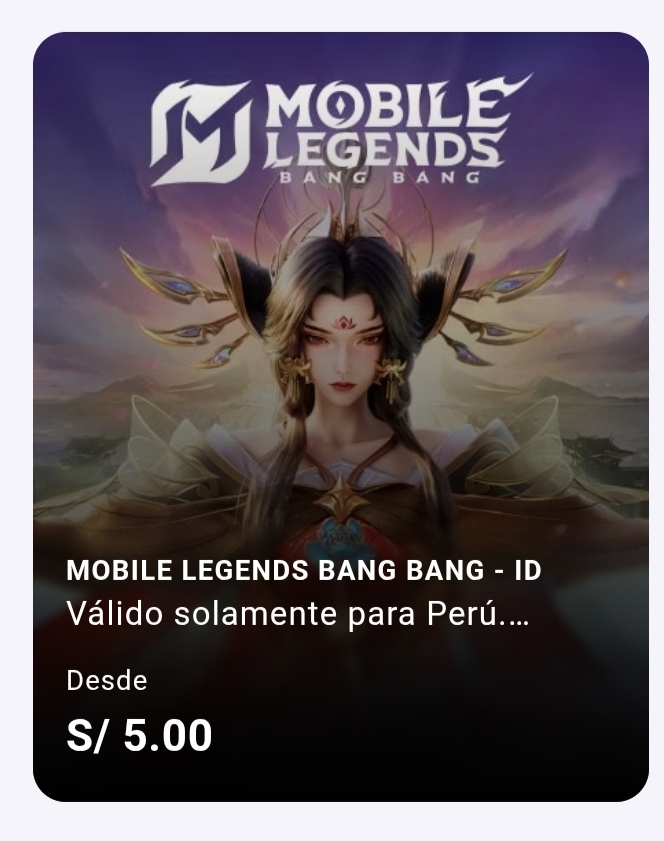 MOBILE
LEGENDS
BANG BANG
MOBILE LEGENDS BANG BANG - ID
Válido solamente para Perú....
Desde
S/ 5.00